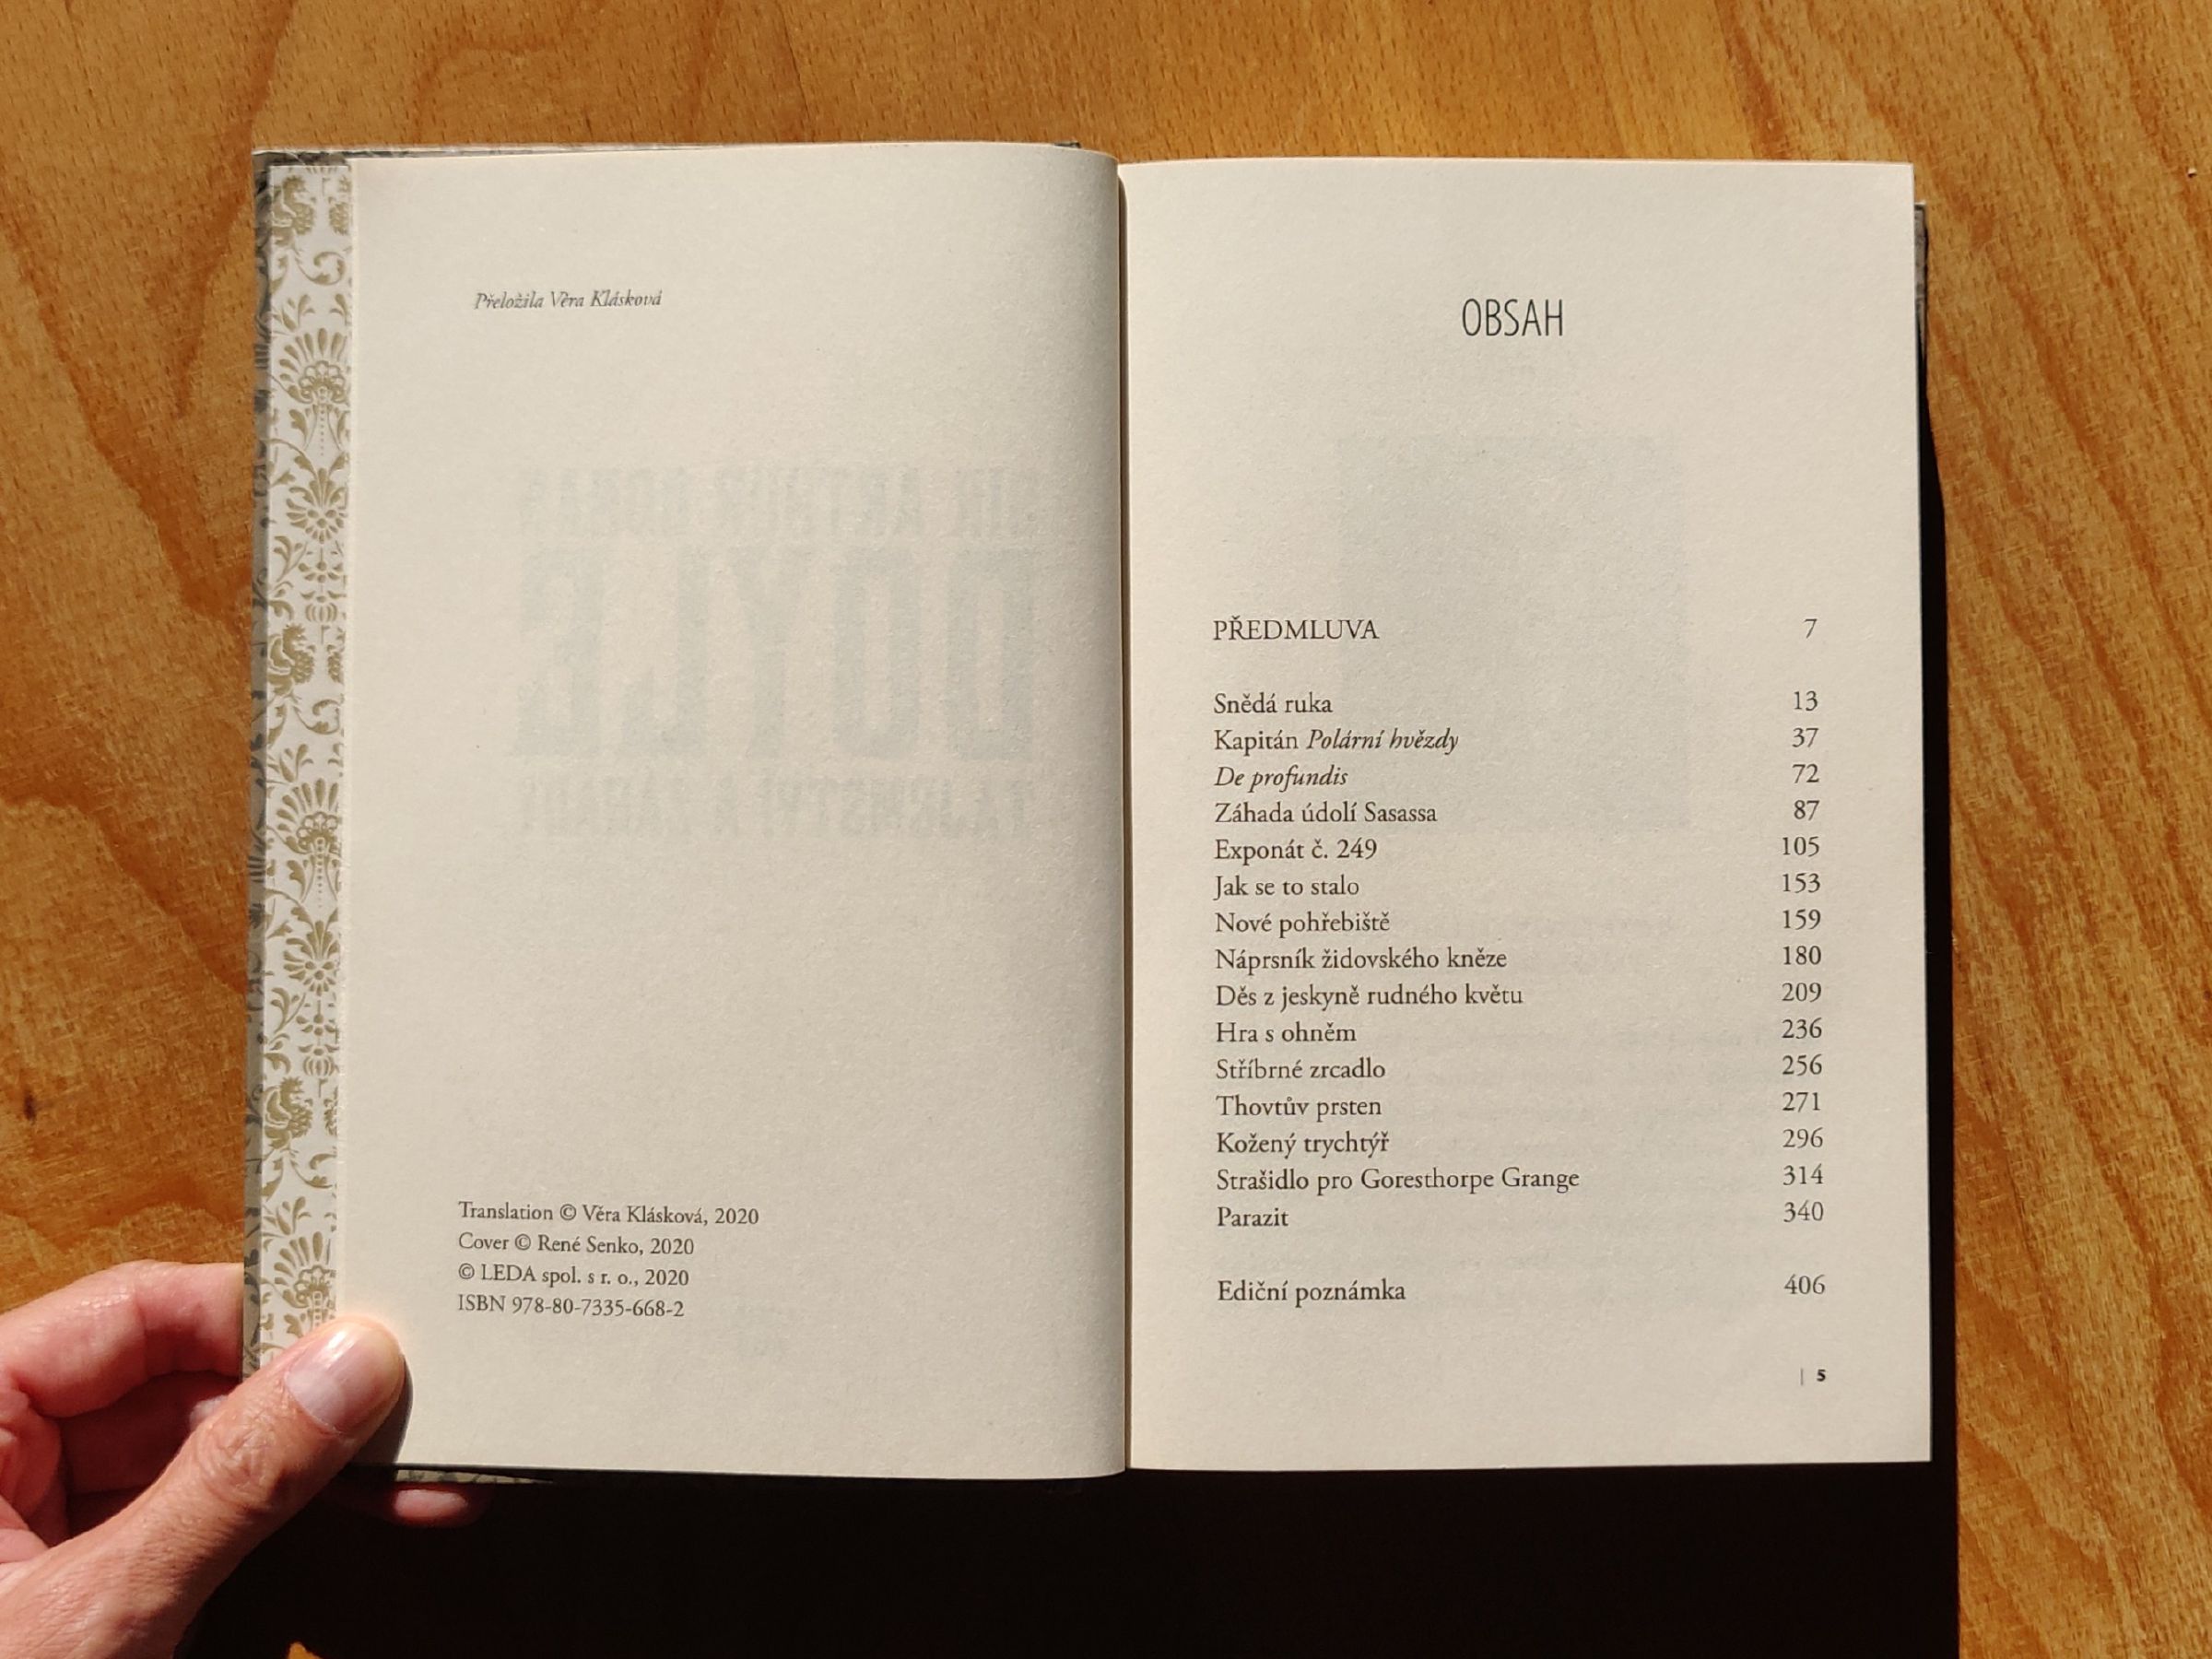 Přeložila Věra Klásková
Translation © Věra Klásková, 2020
Cover © René Senko, 2020
© LEDA spol. s r. o., 2020
ISBN 978-80-7335-668-2
OBSAH
PŘEDMLUVA 7
Snědá ruka 13
Kapitán Polární hvězdy 37
De profundis 72
Záhada údolí Sasassa 87
Exponát č. 249 105
Jak se to stalo 153
Nové pohřebiště 159
Náprsník židovského kněze 180
Děs z jeskyně rudného květu 209
Hra s ohněm 236
Stříbrné zrcadlo 256
Thovtův prsten 271
Kožený trychtýř 296
Strašidlo pro Goresthorpe Grange 314
Parazit 340
Ediční poznámka 406
| 5